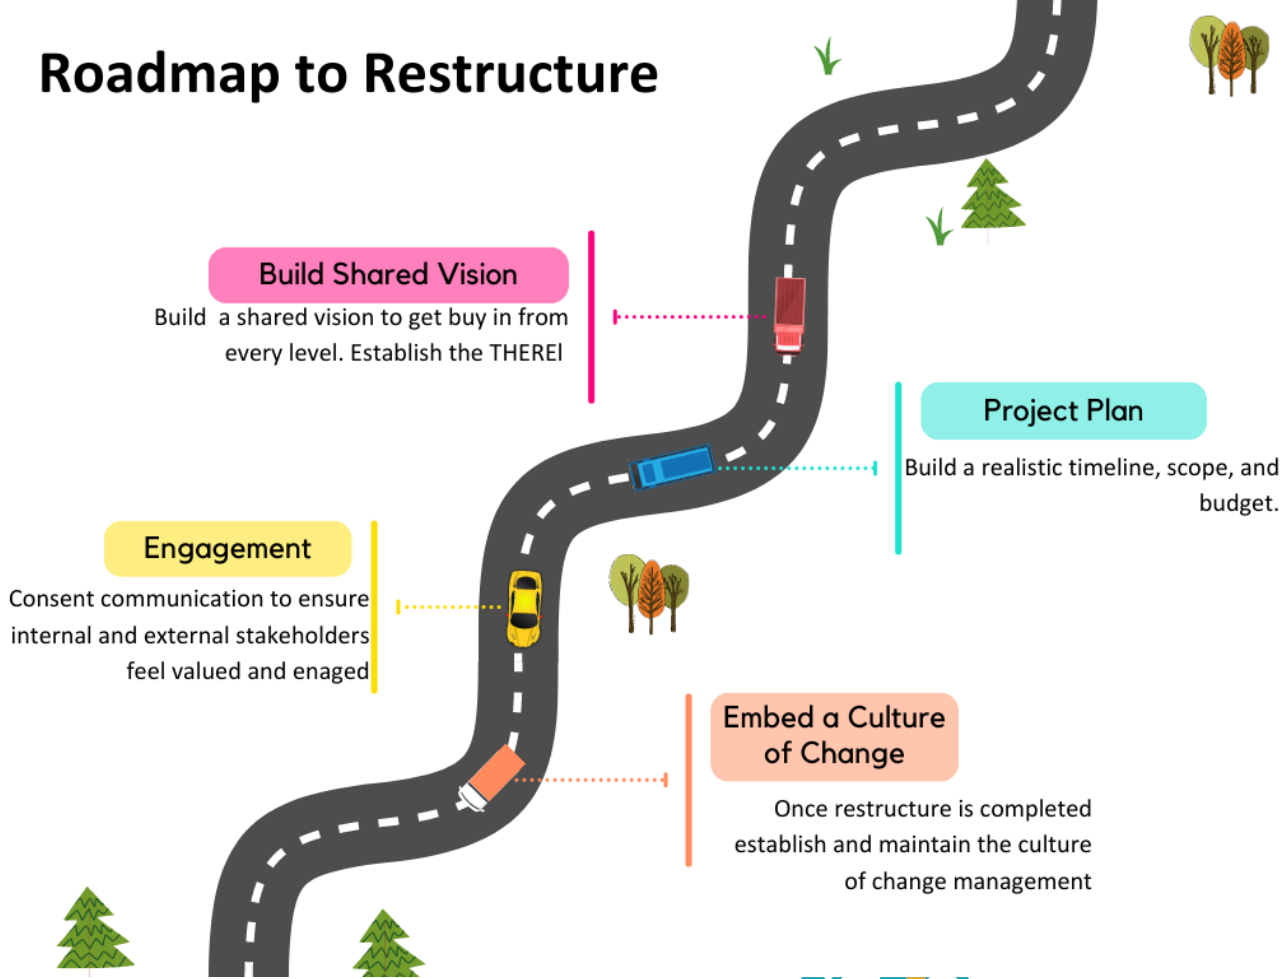 Roadmap to Restructure
Build Shared Vision
Build  a shared vision to get buy in from
every level. Establish the THEREl
Project Plan
Build a realistic timeline, scope, and
budget.
Engagement
Consent communication to ensure
internal and external stakeholders
feel valued and enaged
Embed a Culture
of Change
Once restructure is completed
establish and maintain the culture
of change management